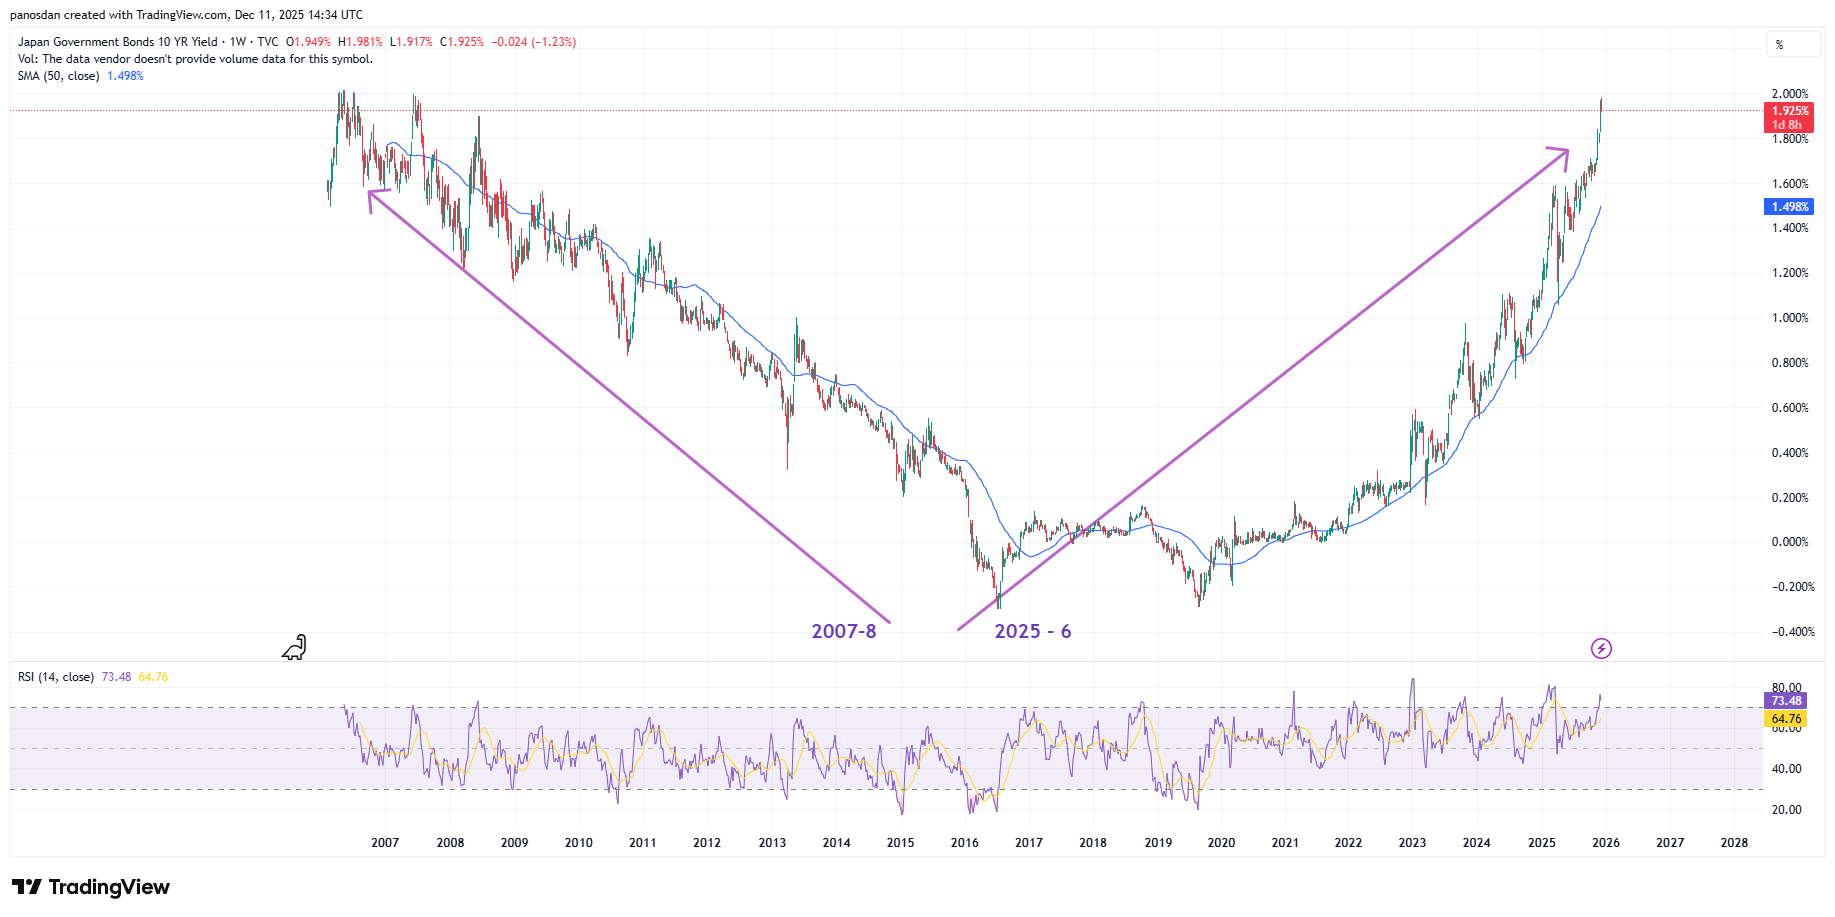 panosdan created with TradingView.com, Dec 11, 2025 14:34 UTC
Japan Government Bonds 10 YR Yield · 1W · TVC O1.949% H1.981% L1.917% C1.925% −0.024 (−1.23%)
Vol: The data vendor doesn't provide volume data for this symbol.
SMA (50, close) 1.498%
%
2.000%
1.925%
1d 8h
1.800%
1.600%
1.498%
1.400%
1.200%
1.000%
0.800%
0.600%
0.400%
0.200%
0.000%
−0.200%
−0.400%
2007-8
2025 - 6
RSI (14, close) 73.48 64.76
80.00
73.48
64.76
60.00
40.00
20.00
2007 2008 2009 2010 2011 2012 2013 2014 2015 2016 2017 2018 2019 2020 2021 2022 2023 2024 2025 2026 2027 2028
TradingView